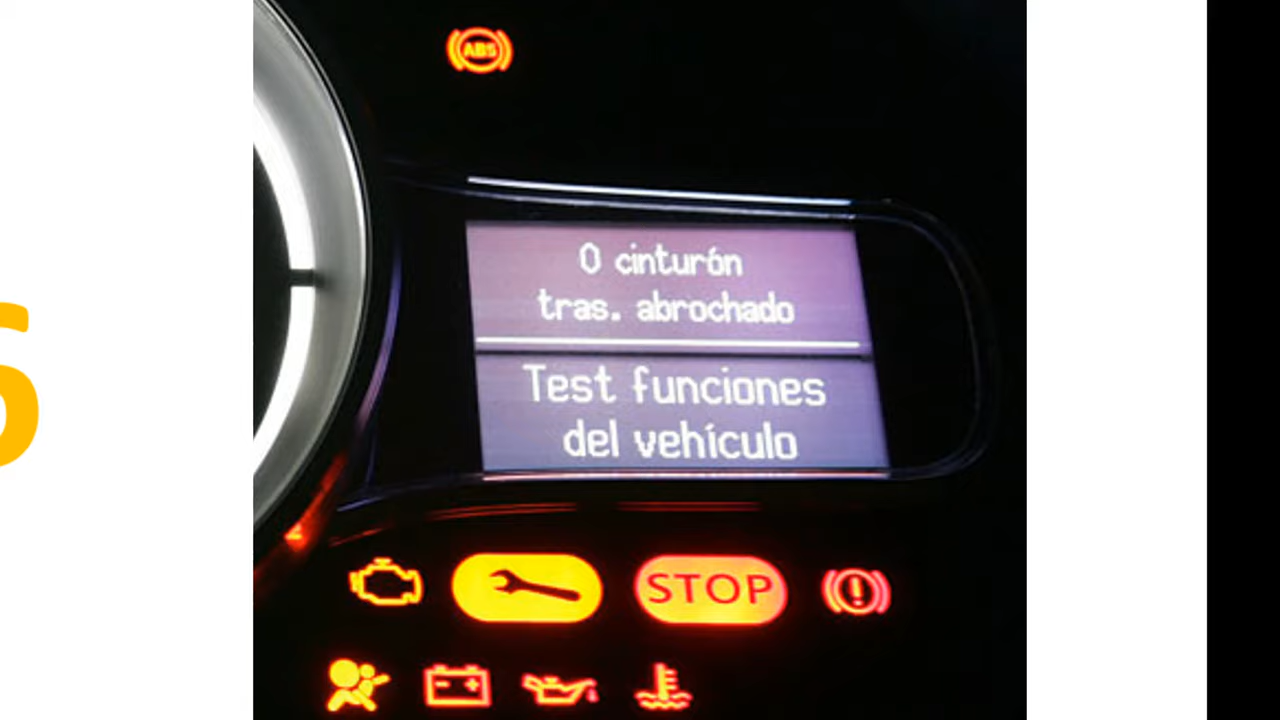 ABS
0 cinturón
tras. abrochado
Test funciones
del vehículo
STOP